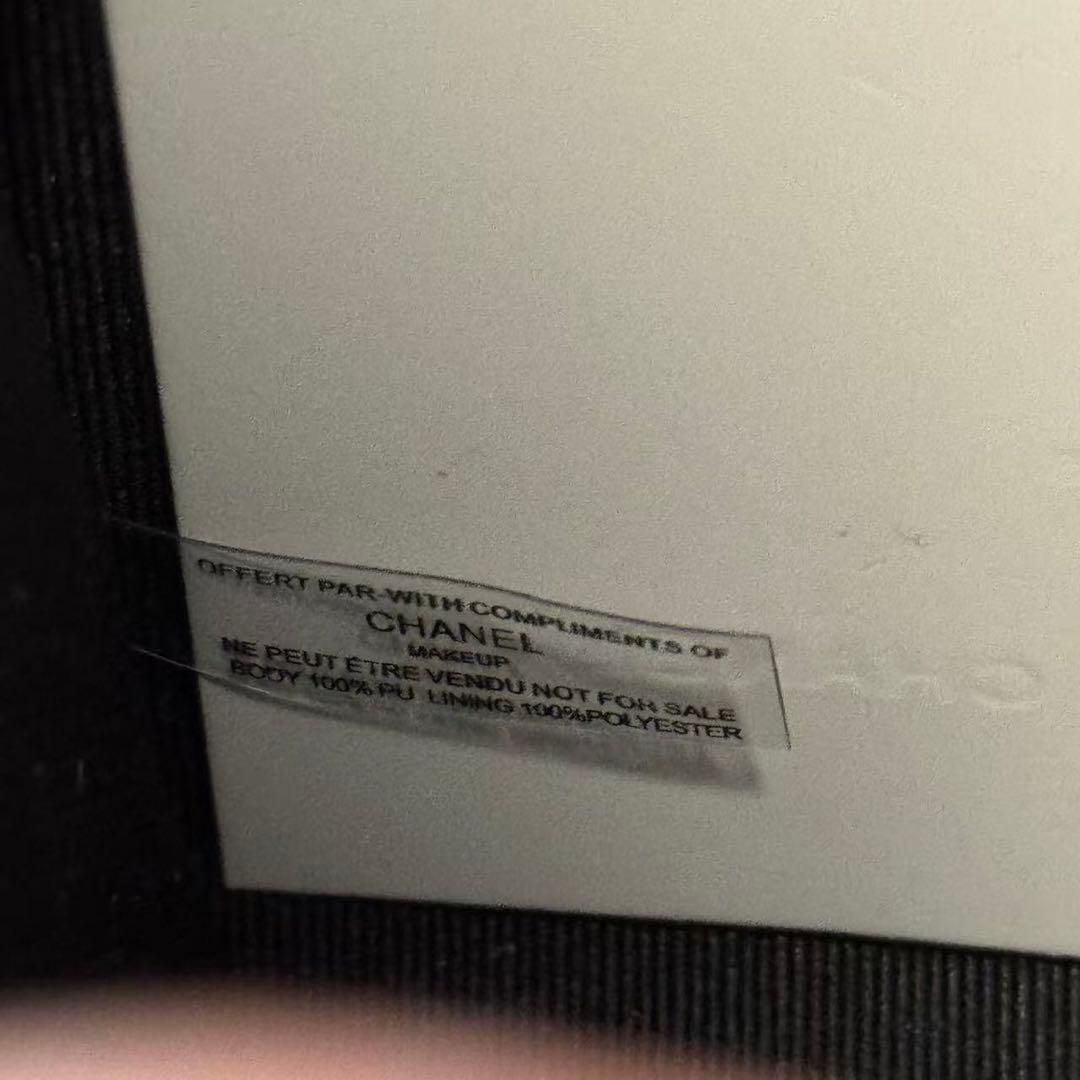 OFFERT PAR-WITH COMPLIMENTS OF
CHANEL
MAKEUP
NE PEUT ÊTRE VENDU NOT FOR SALE
BODY 100% PU LINING 100%POLYESTER